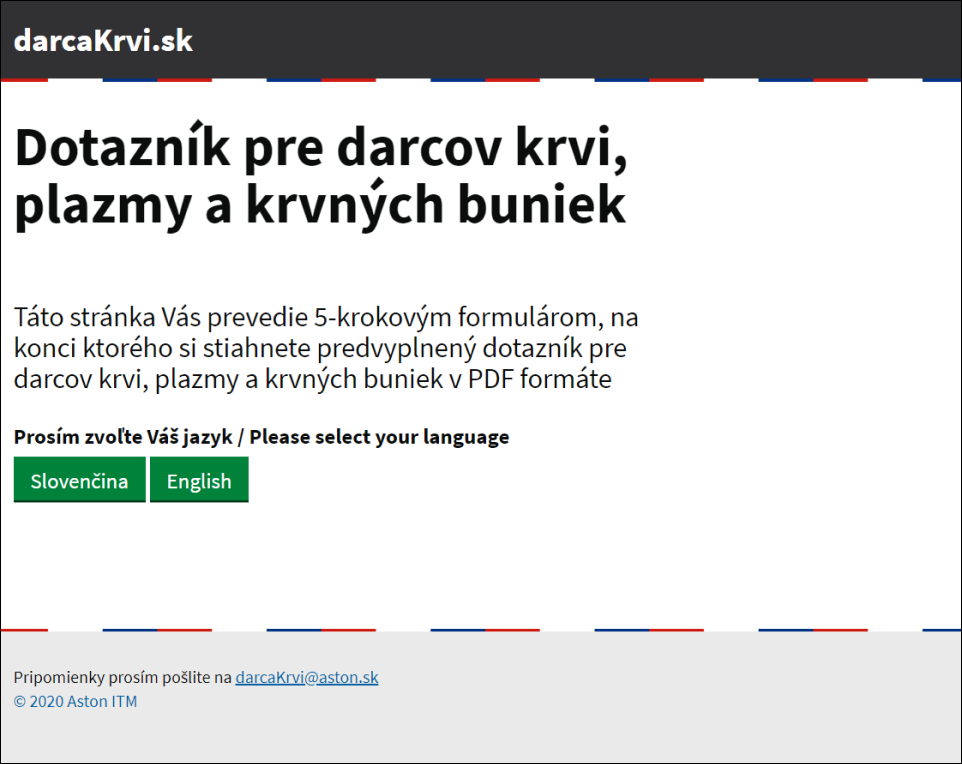 darcaKrvi.sk
Dotazník pre darcov krvi,
plazmy a krvných buniek
Táto stránka Vás prevedie 5-krokovým formulárom, na
konci ktorého si stiahnete predvyplnený dotazník pre
darcov krvi, plazmy a krvných buniek v PDF formáte
Prosím zvoľte Váš jazyk / Please select your language
Slovenčina English
Pripomienky prosím pošlite na darcaKrvi@aston.sk
© 2020 Aston ITM